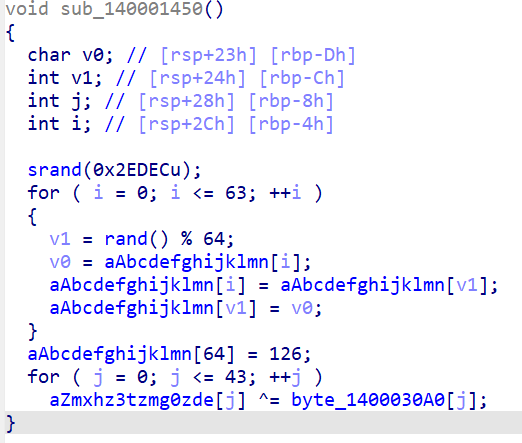 void sub_140001450()
{
  char v0; // [rsp+23h] [rbp-Dh]
  int v1; // [rsp+24h] [rbp-Ch]
  int j; // [rsp+28h] [rbp-8h]
  int i; // [rsp+2Ch] [rbp-4h]

  srand(0x2EDECu);
  for ( i = 0; i <= 63; ++i )
  {
    v1 = rand() % 64;
    v0 = aAbcdefghijklmn[i];
    aAbcdefghijklmn[i] = aAbcdefghijklmn[v1];
    aAbcdefghijklmn[v1] = v0;
  }
  aAbcdefghijklmn[64] = 126;
  for ( j = 0; j <= 43; ++j )
    aZmxhz3tzmg0zde[j] ^= byte_1400030A0[j];
}